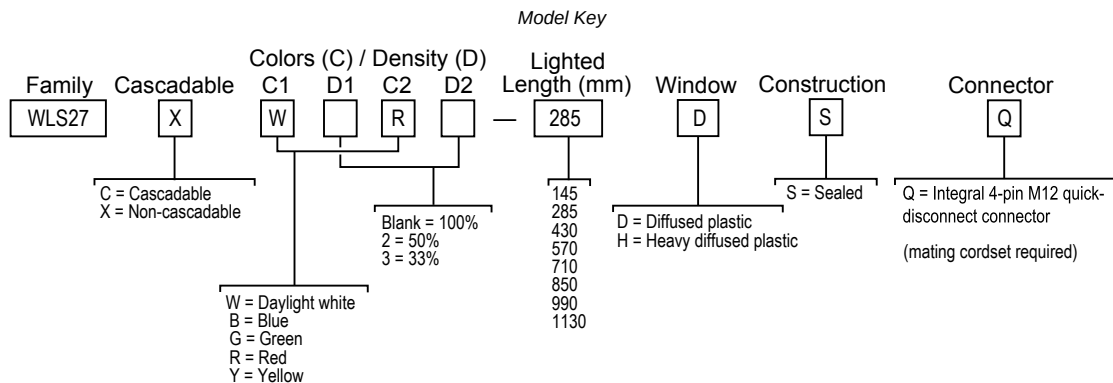 Model Key
Colors (C) / Density (D)
Lighted
Family Cascadable C1 D1 C2 D2 Length (mm) Window Construction Connector
WLS27 X W R — 285 D S Q
C = Cascadable
X = Non-cascadable
Blank = 100%
2 = 50%
3 = 33%
W = Daylight white
B = Blue
G = Green
R = Red
Y = Yellow
145
285
430
570
710
850
990
1130
D = Diffused plastic
H = Heavy diffused plastic
S = Sealed
Q = Integral 4-pin M12 quick-
disconnect connector
(mating cordset required)